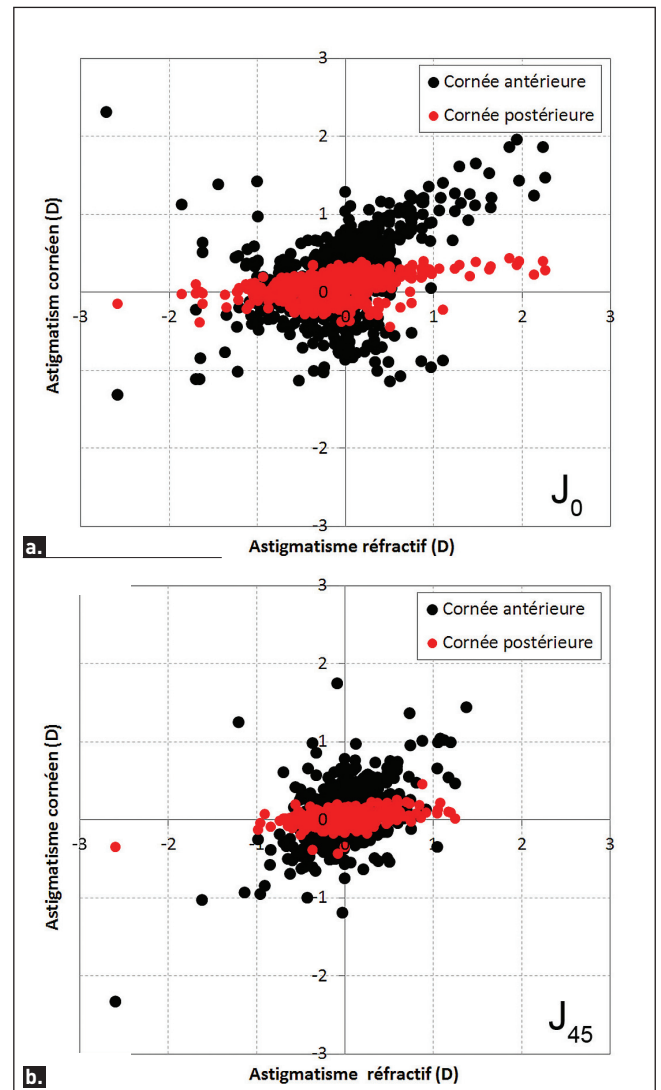 3
Cornée antérieure
Cornée postérieure
2
1
0
-3
-2
-1
0
1
2
3
-1
-2
-3
Astigmatism cornéen (D)
J0
a.
Astigmatisme réfractif (D)
3
Cornée antérieure
Cornée postérieure
2
1
0
-3
-2
-1
0
1
2
3
-1
-2
-3
Astigmatisme cornéen (D)
J45
b.
Astigmatisme réfractif (D)